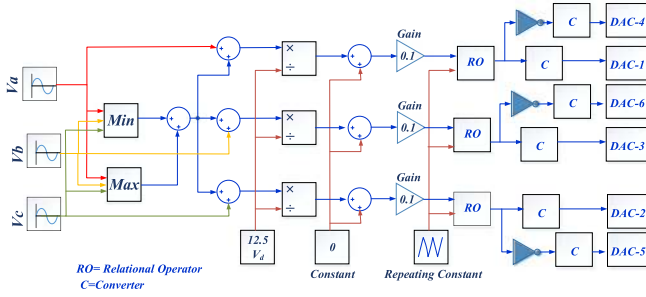 Va
Vb
Vc
Min
Max
+
+
+
+
+
+
+
+
×
÷
×
÷
×
÷
+
+
+
+
+
+
Gain
0.1
Gain
0.1
Gain
0.1
RO
RO
RO
C
DAC-4
C
DAC-1
C
DAC-6
C
DAC-3
C
DAC-2
C
DAC-5
12.5
Vd
0
Constant
Repeating Constant
RO= Relational Operator
C=Converter